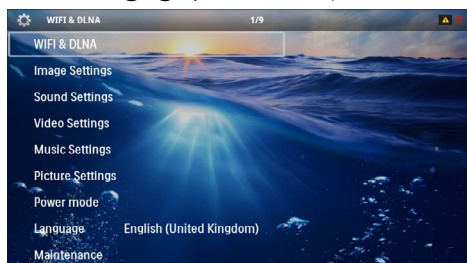 WIFI & DLNA 1/9
WIFI & DLNA
Image Settings
Sound Settings
Video Settings
Music Settings
Picture Settings
Power mode
Language English (United Kingdom)
Maintenance